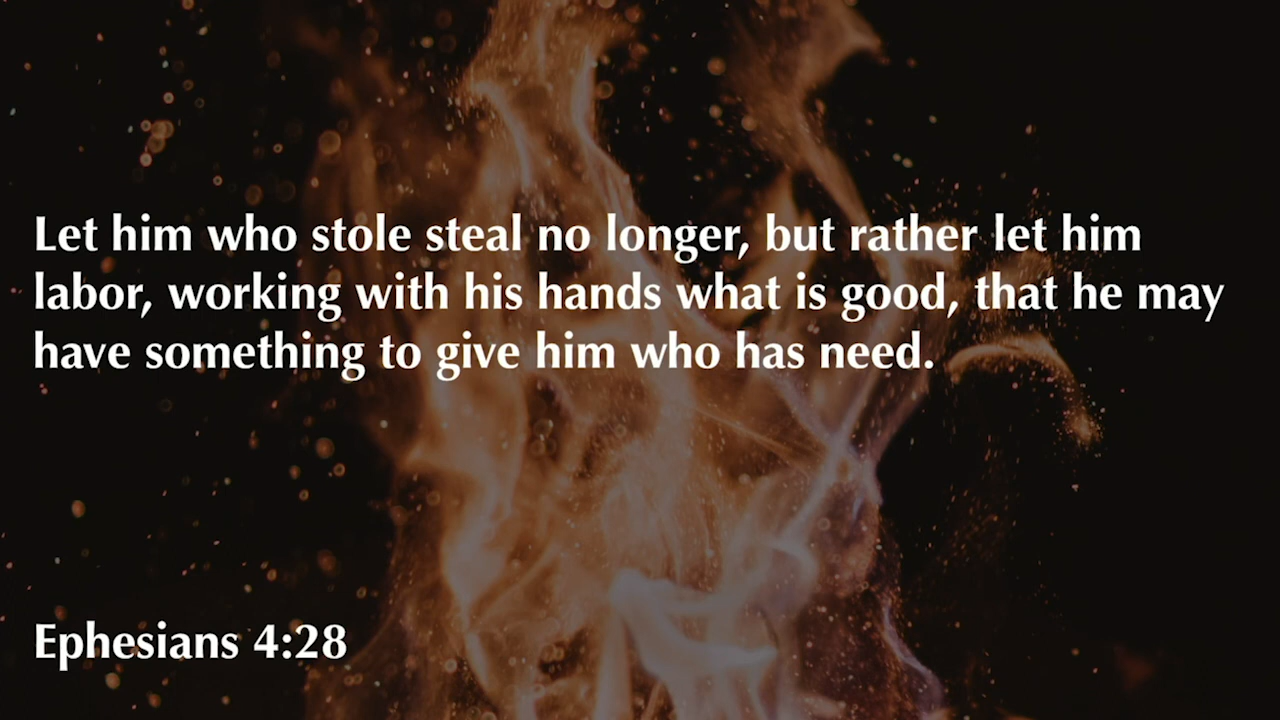 Let him who stole steal no longer, but rather let him
labor, working with his hands what is good, that he may
have something to give him who has need.
Ephesians 4:28